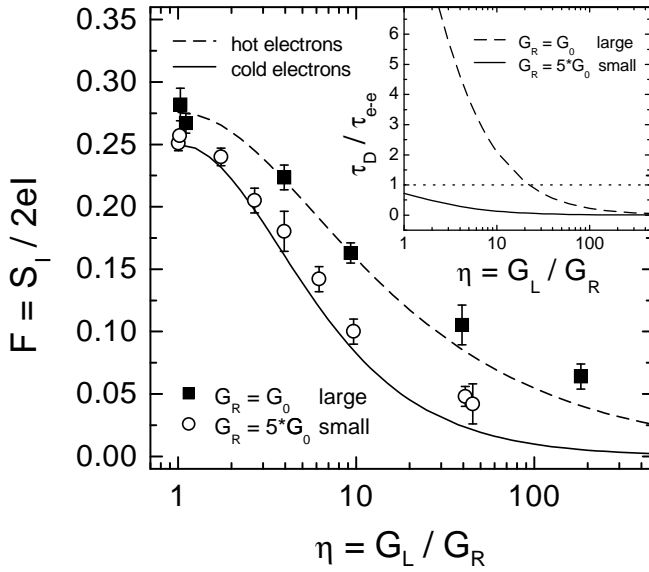 0.35
0.30
0.25
0.20
0.15
0.10
0.05
0.00
F = S_I / 2eI
hot electrons
cold electrons
G_R = G_0 large
G_R = 5*G_0 small
1 10 100
η = G_L / G_R
6
5
4
3
2
1
0
τ_D / τ_e-e
G_R = G_0 large
G_R = 5*G_0 small
1 10 100
η = G_L / G_R